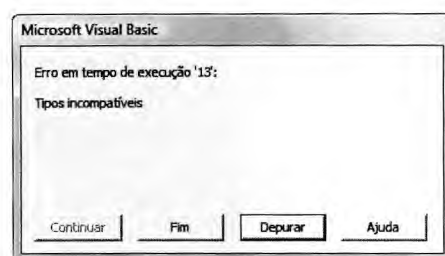 Microsoft Visual Basic
Erro em tempo de execução '13':
Tipos incompatíveis
Continuar Fim Depurar Ajuda